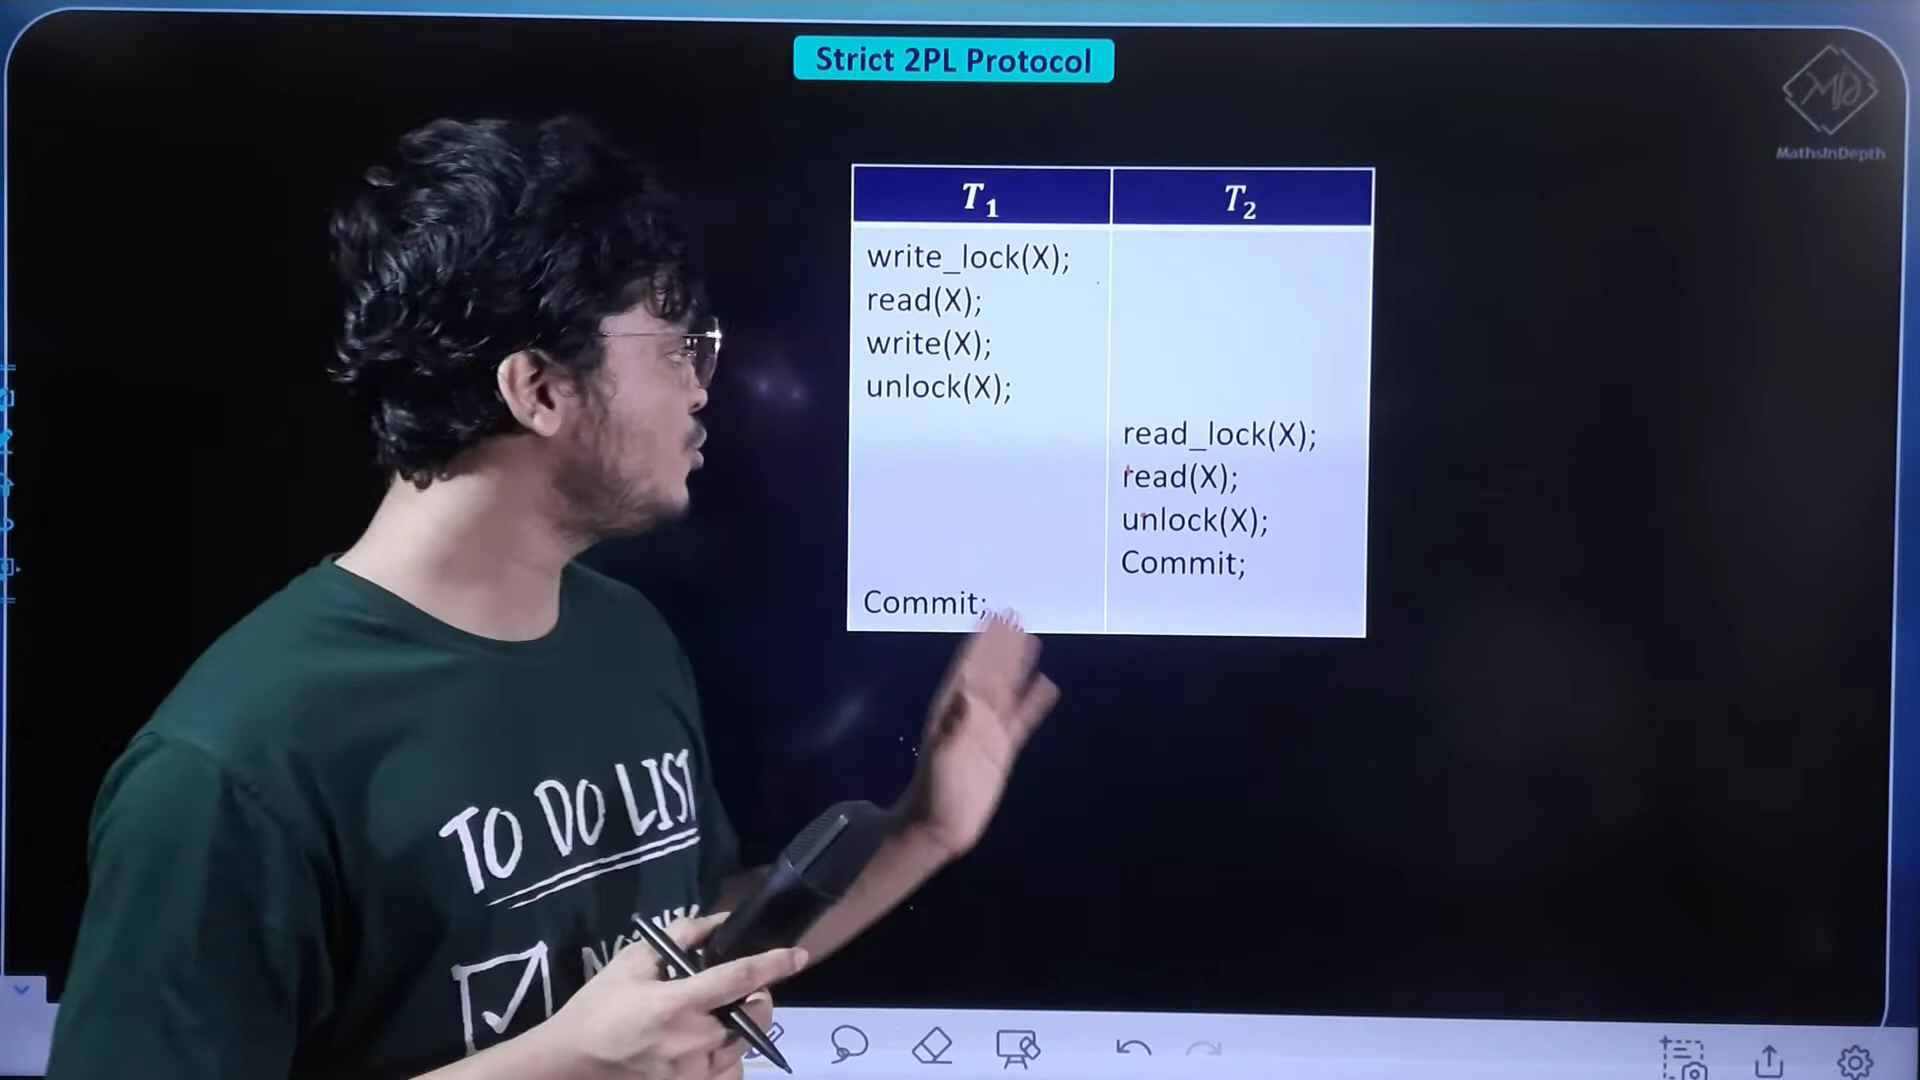 Strict 2PL Protocol
MathsInDepth
T₁ T₂
write_lock(X);
read(X);
write(X);
unlock(X);
read_lock(X);
read(X);
unlock(X);
Commit;
Commit;
TO DO LIST